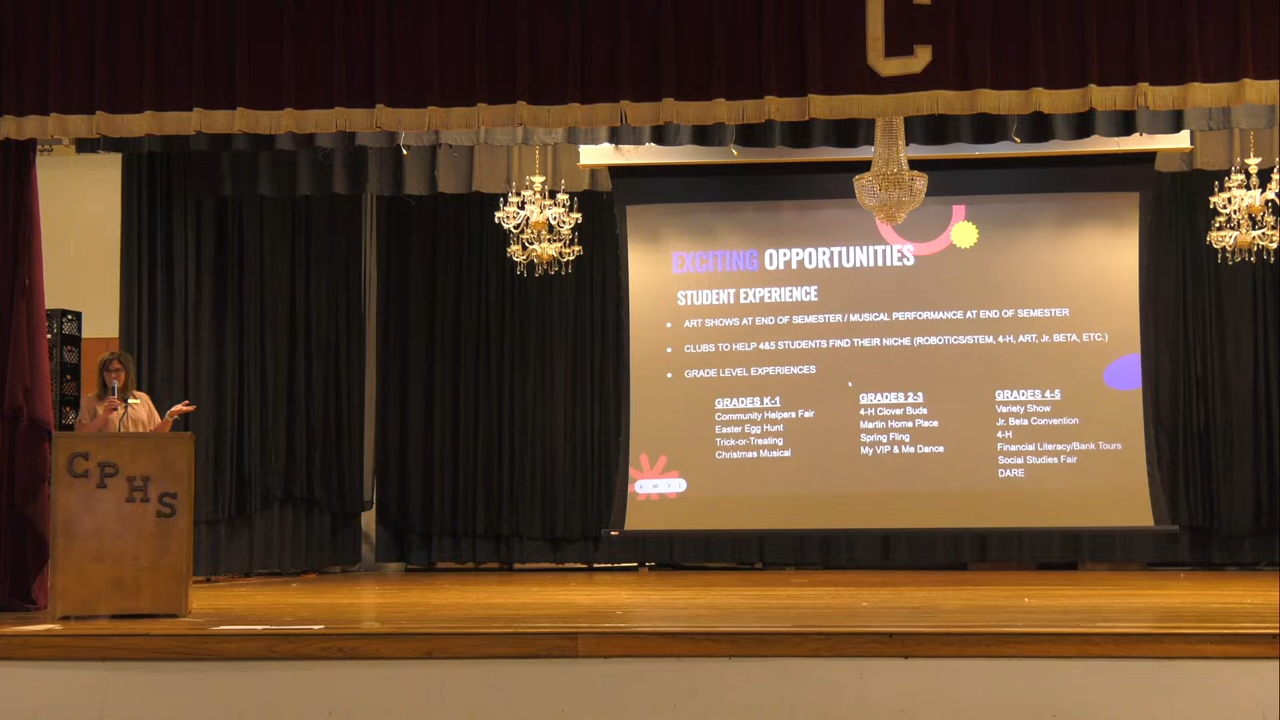 C
EXCITING OPPORTUNITIES
STUDENT EXPERIENCE
ART SHOWS AT END OF SEMESTER / MUSICAL PERFORMANCE AT END OF SEMESTER
CLUBS TO HELP 4&5 STUDENTS FIND THEIR NICHE (ROBOTICS/STEM, 4-H, ART, Jr. BETA, ETC.)
GRADE LEVEL EXPERIENCES
GRADES K-1
Community Helpers Fair
Easter Egg Hunt
Trick-or-Treating
Christmas Musical
GRADES 2-3
4-H Clover Buds
Martin Home Place
Spring Fling
My VIP & Me Dance
GRADES 4-5
Variety Show
Jr. Beta Convention
4-H
Financial Literacy/Bank Tours
Social Studies Fair
DARE
CPHS